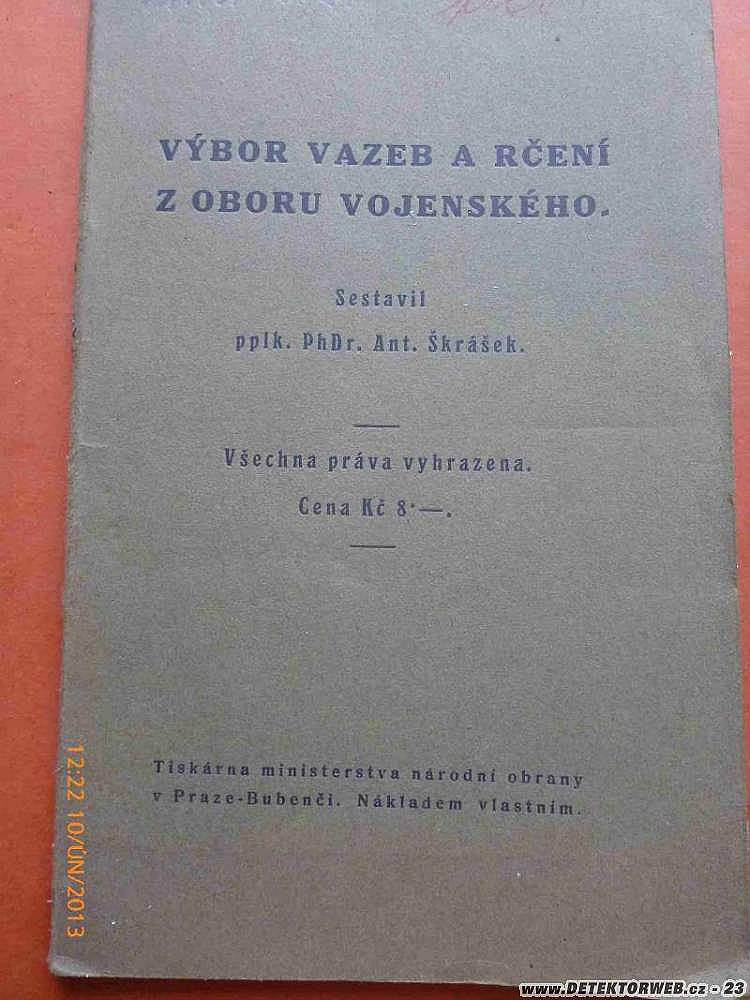 VÝBOR VAZEB A RČENÍ
Z OBORU VOJENSKÉHO.
Sestavil
pplk. PhDr. Ant. Škrášek.
Všechna práva vyhrazena.
Cena Kč 8·—.
Tiskárna ministerstva národní obrany
v Praze-Bubenči. Nákladem vlastním.
12:22 10/ÚN/2013
www.DETEKTORWEB.cz - 23